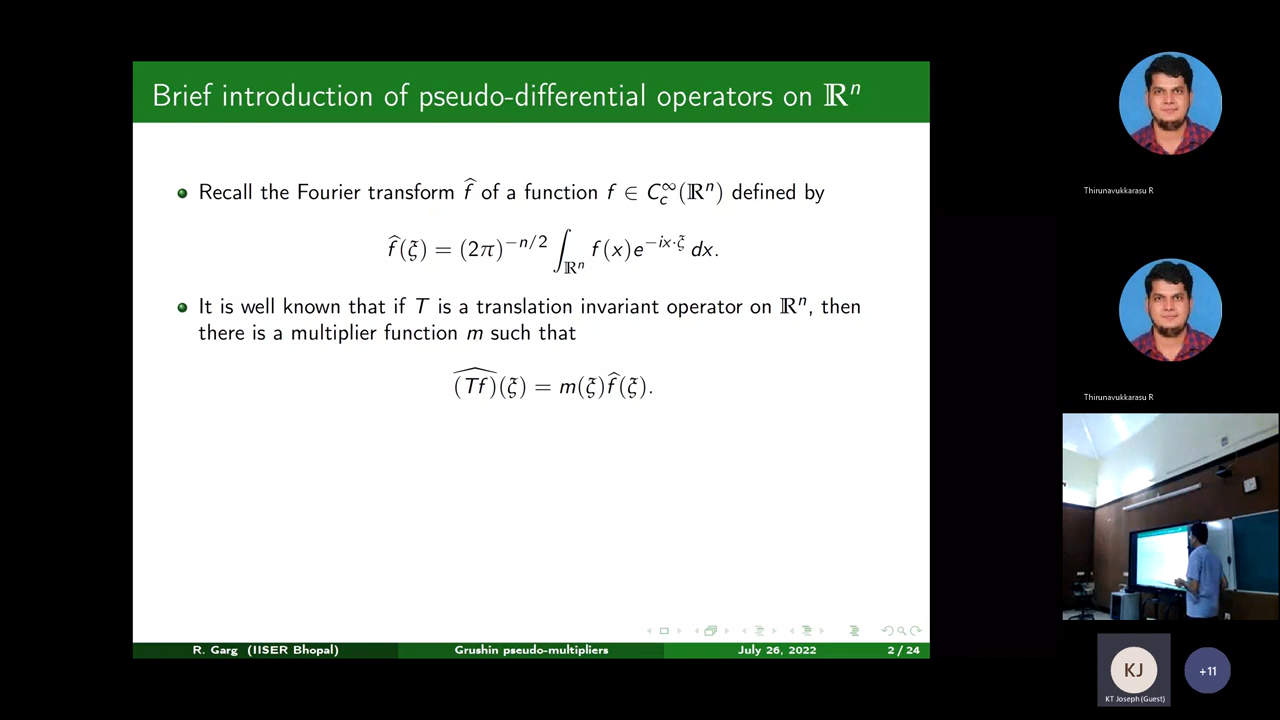 Brief introduction of pseudo-differential operators on ℝⁿ
Recall the Fourier transform f̂ of a function f ∈ C_c^∞(ℝⁿ) defined by
f̂(ξ) = (2π)^{−n/2} ∫_{ℝⁿ} f(x)e^{−ix·ξ} dx.
It is well known that if T is a translation invariant operator on ℝⁿ, then
there is a multiplier function m such that
\widehat{(Tf)}(ξ) = m(ξ)f̂(ξ).
R. Garg (IISER Bhopal)
Grushin pseudo-multipliers
July 26, 2022
2 / 24
Thirunavukkarasu R
Thirunavukkarasu R
KJ
+11
KT Joseph (Guest)